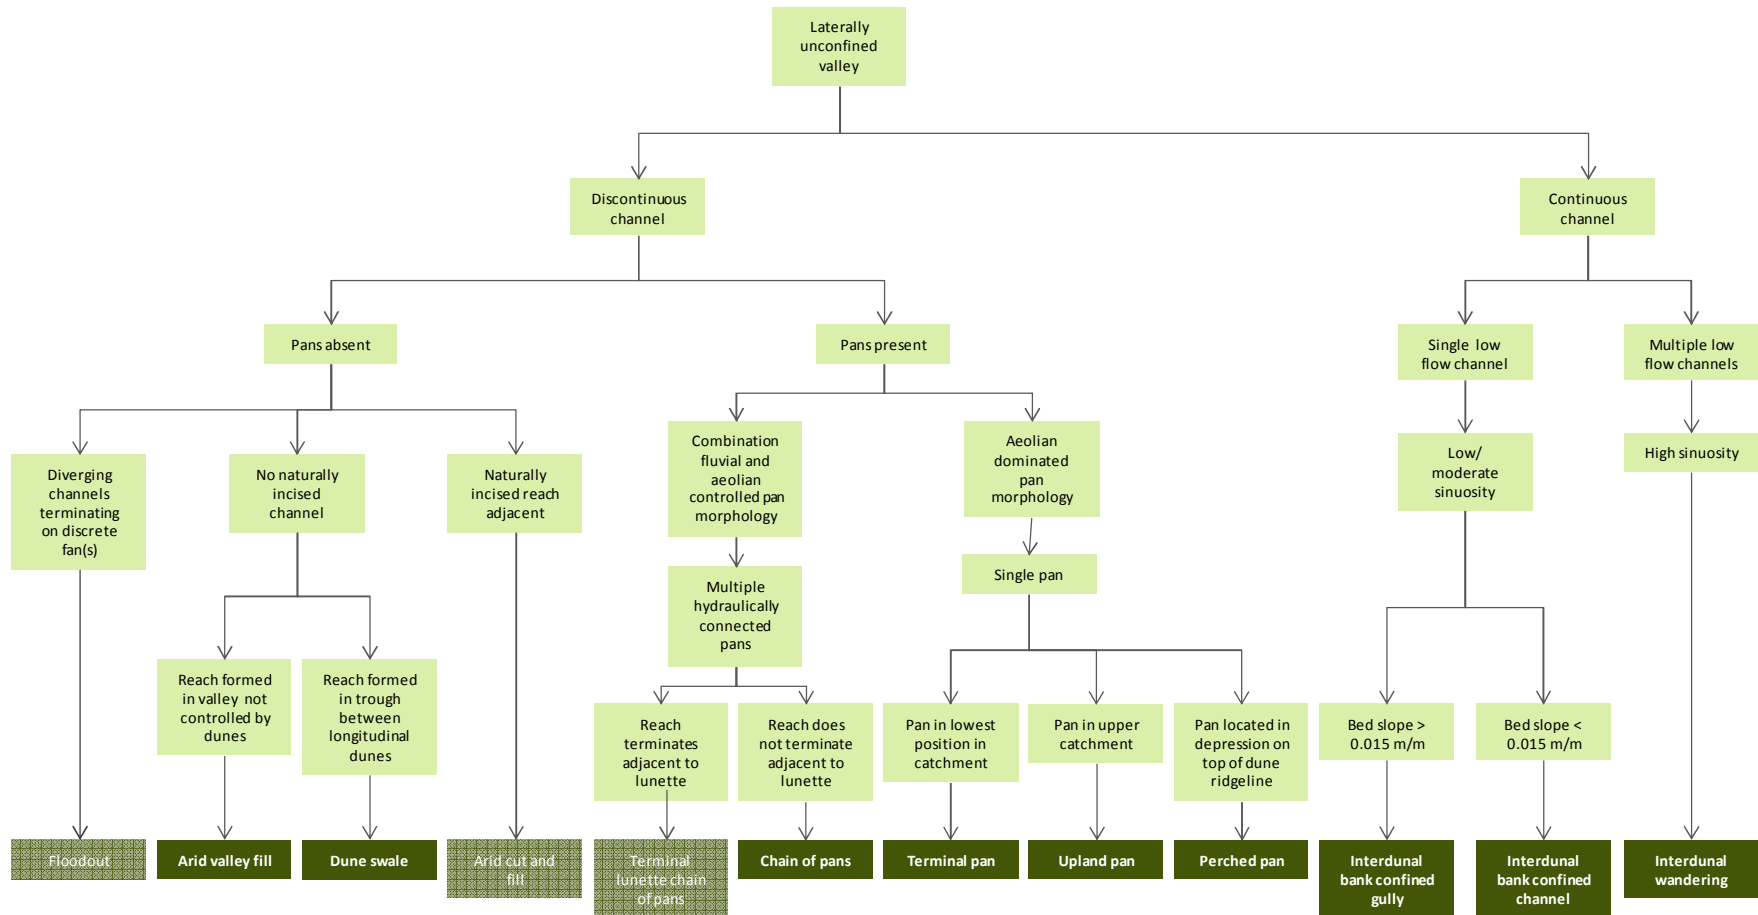 Laterally
unconfined
valley
Discontinuous
channel
Continuous
channel
Pans absent
Pans present
Single low
flow channel
Multiple low
flow channels
Diverging
channels
terminating
on discrete
fan(s)
No naturally
incised
channel
Naturally
incised reach
adjacent
Combination
fluvial and
aeolian
controlled pan
morphology
Aeolian
dominated
pan
morphology
Low/
moderate
sinuosity
High sinuosity
Multiple
hydraulically
connected
pans
Single pan
Reach formed
in valley not
controlled by
dunes
Reach formed
in trough
between
longitudinal
dunes
Reach
terminates
adjacent to
lunette
Reach does
not terminate
adjacent to
lunette
Pan in lowest
position in
catchment
Pan in upper
catchment
Pan located in
depression on
top of dune
ridgeline
Bed slope >
0.015 m/m
Bed slope <
0.015 m/m
Floodout
Arid valley fill
Dune swale
Arid cut and
fill
Terminal
lunette chain
of pans
Chain of pans
Terminal pan
Upland pan
Perched pan
Interdunal
bank confined
gully
Interdunal
bank confined
channel
Interdunal
wandering